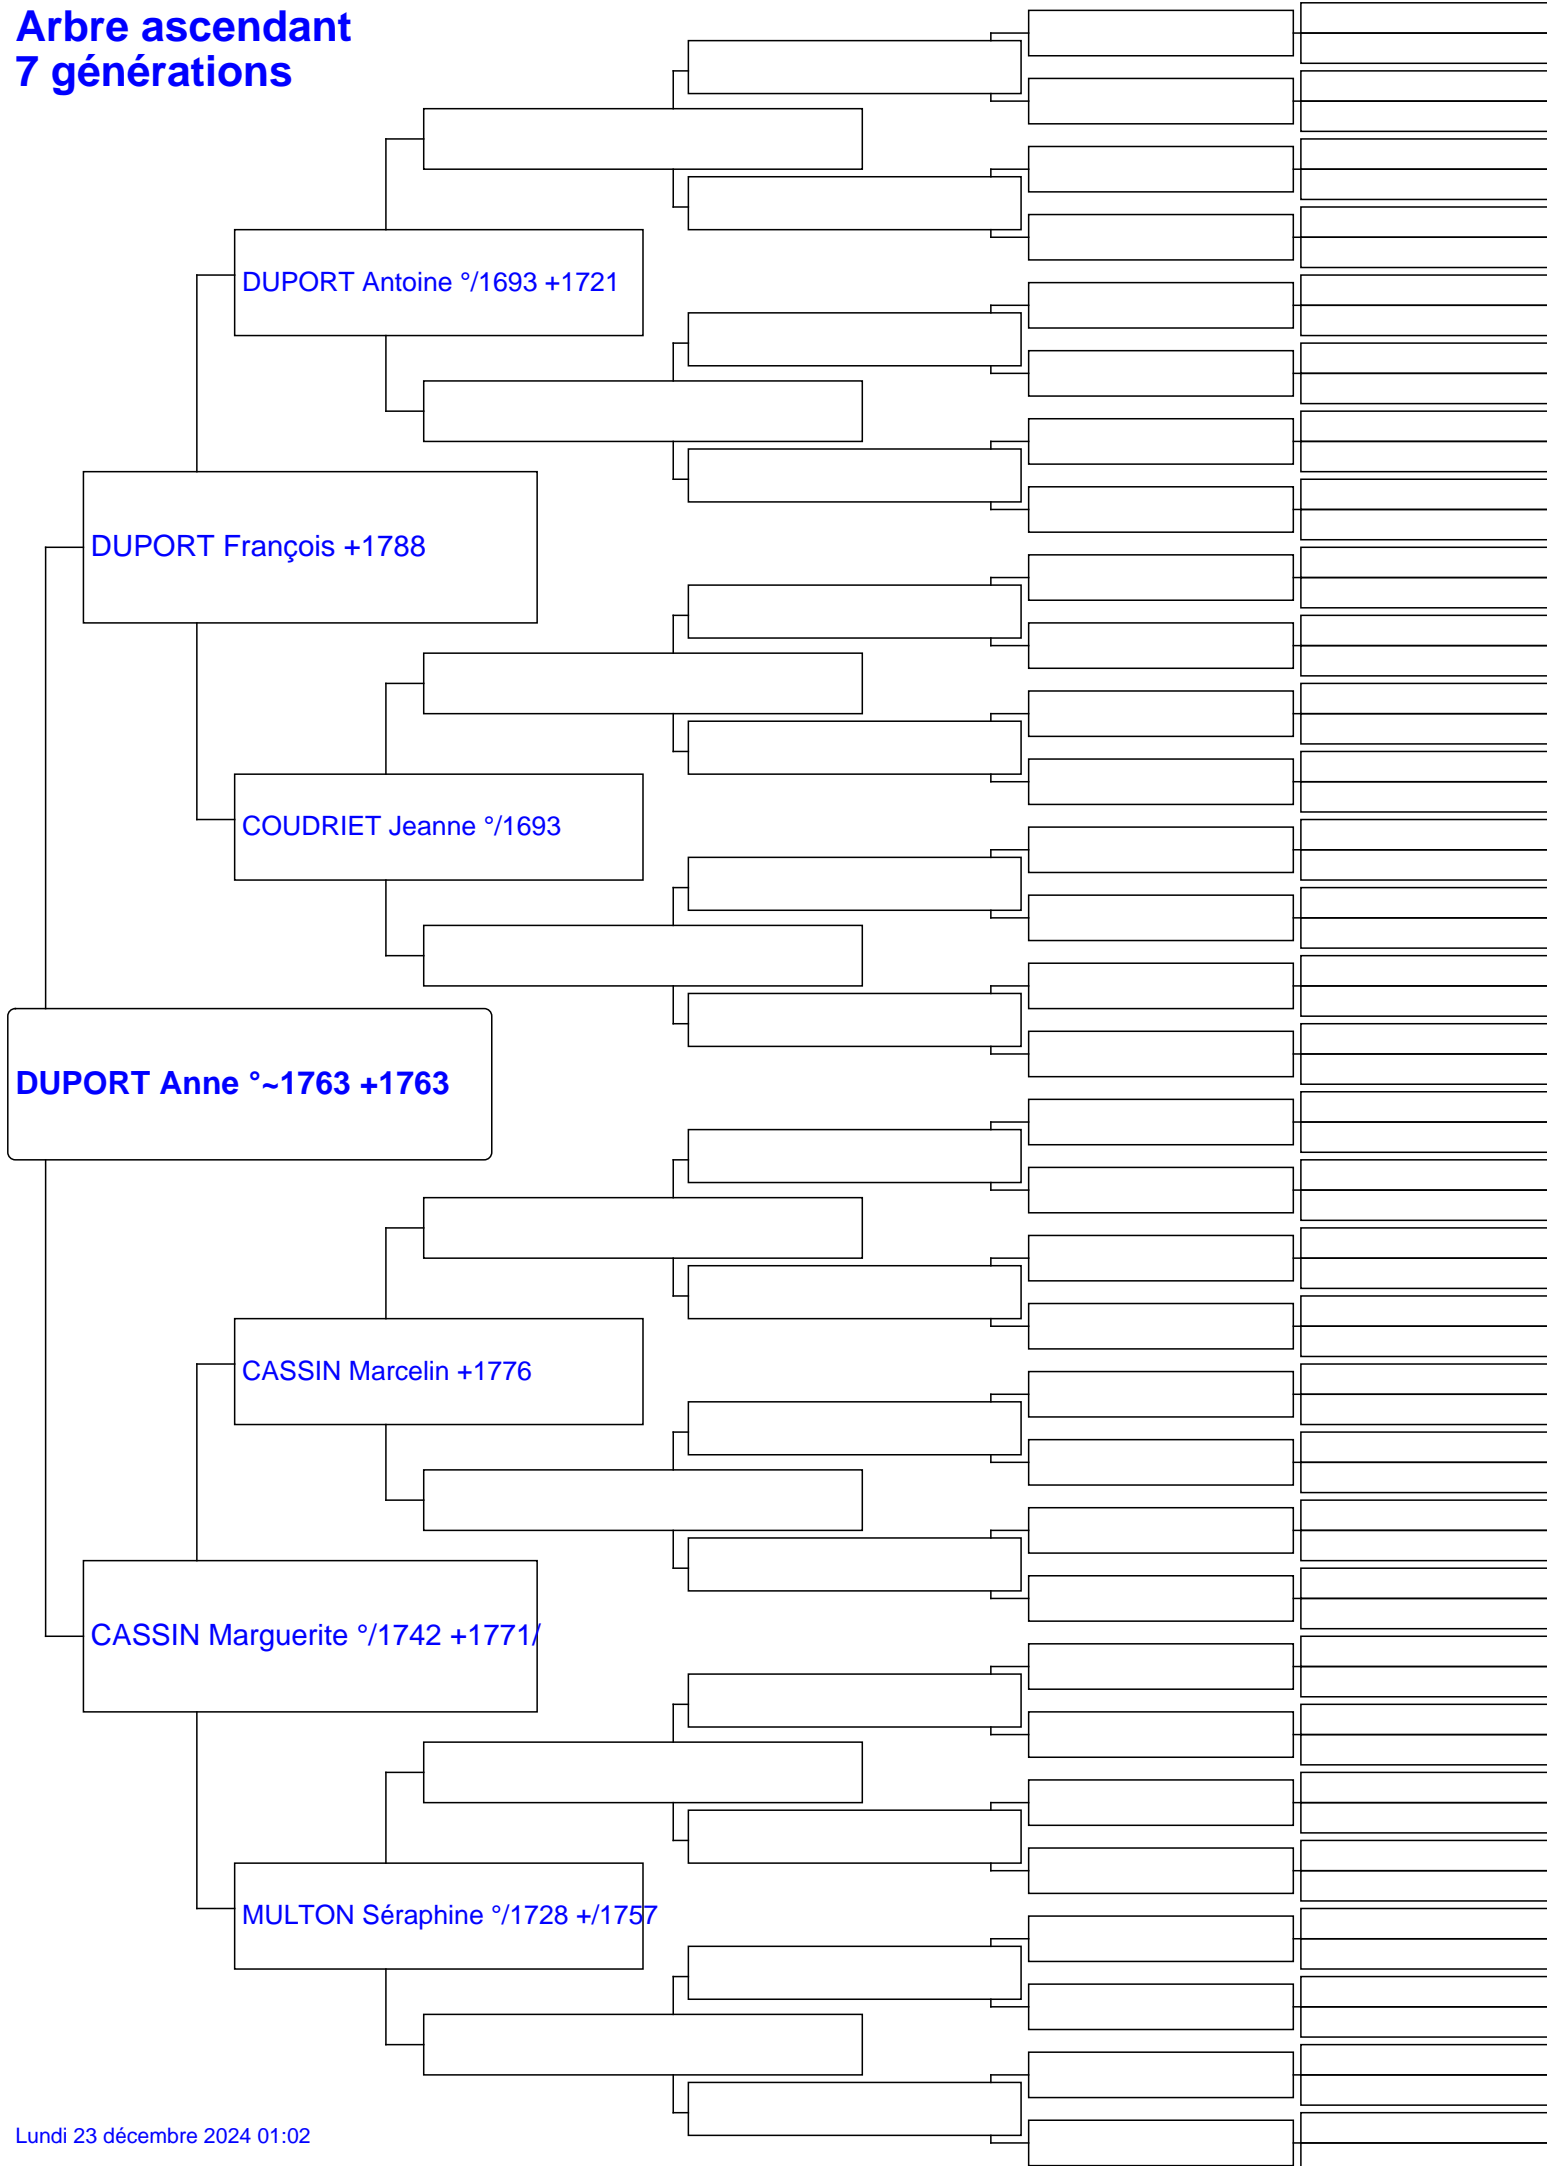 Arbre ascendant
7 générations
DUPORT Antoine °/1693 +1721
DUPORT François +1788
COUDRIET Jeanne °/1693
DUPORT Anne °~1763 +1763
CASSIN Marcelin +1776
CASSIN Marguerite °/1742 +1771/
MULTON Séraphine °/1728 +/1757
Lundi 23 décembre 2024 01:02